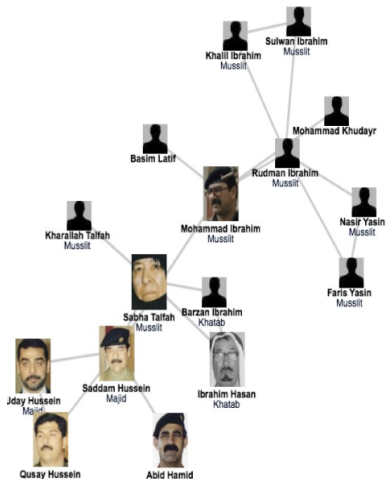 Sulwan Ibrahim
Musslit
Khalil Ibrahim
Musslit
Mohammad Khudayr
Basim Latif
Rudman Ibrahim
Musslit
Nasir Yasin
Musslit
Mohammad Ibrahim
Musslit
Kharallah Talfah
Musslit
Faris Yasin
Musslit
Sabha Talfah
Musslit
Barzan Ibrahim
Khatab
Ibrahim Hasan
Khatab
Saddam Hussein
Majid
Uday Hussein
Majid
Qusay Hussein
Abid Hamid